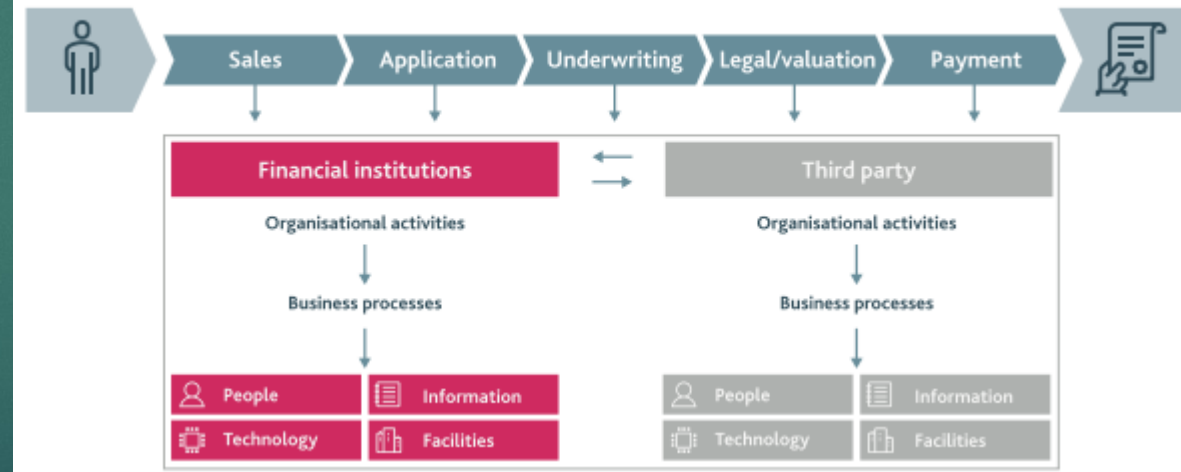 Sales
Application
Underwriting
Legal/valuation
Payment
Financial institutions
Third party
Organisational activities
Organisational activities
Business processes
Business processes
People
Information
People
Information
Technology
Facilities
Technology
Facilities